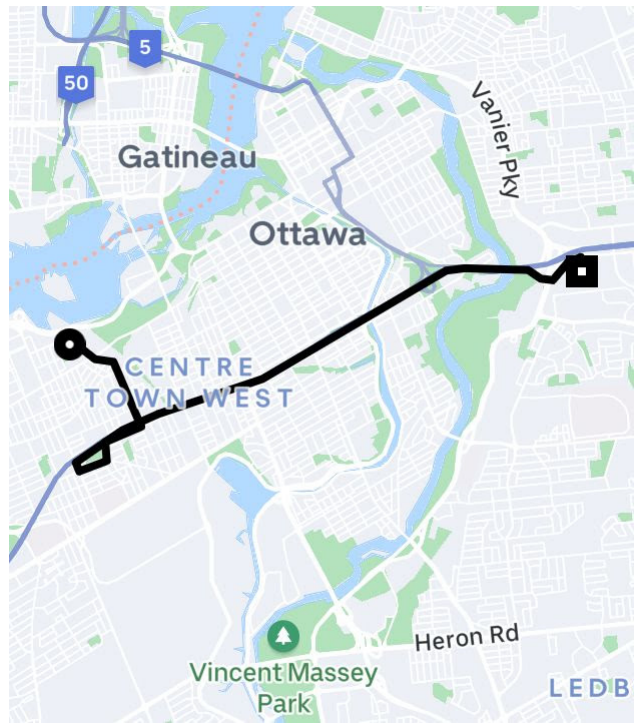 5
50
Vanier Pky
Gatineau
Ottawa
CENTRE
TOWN WEST
Heron Rd
Vincent Massey
Park
LEDB